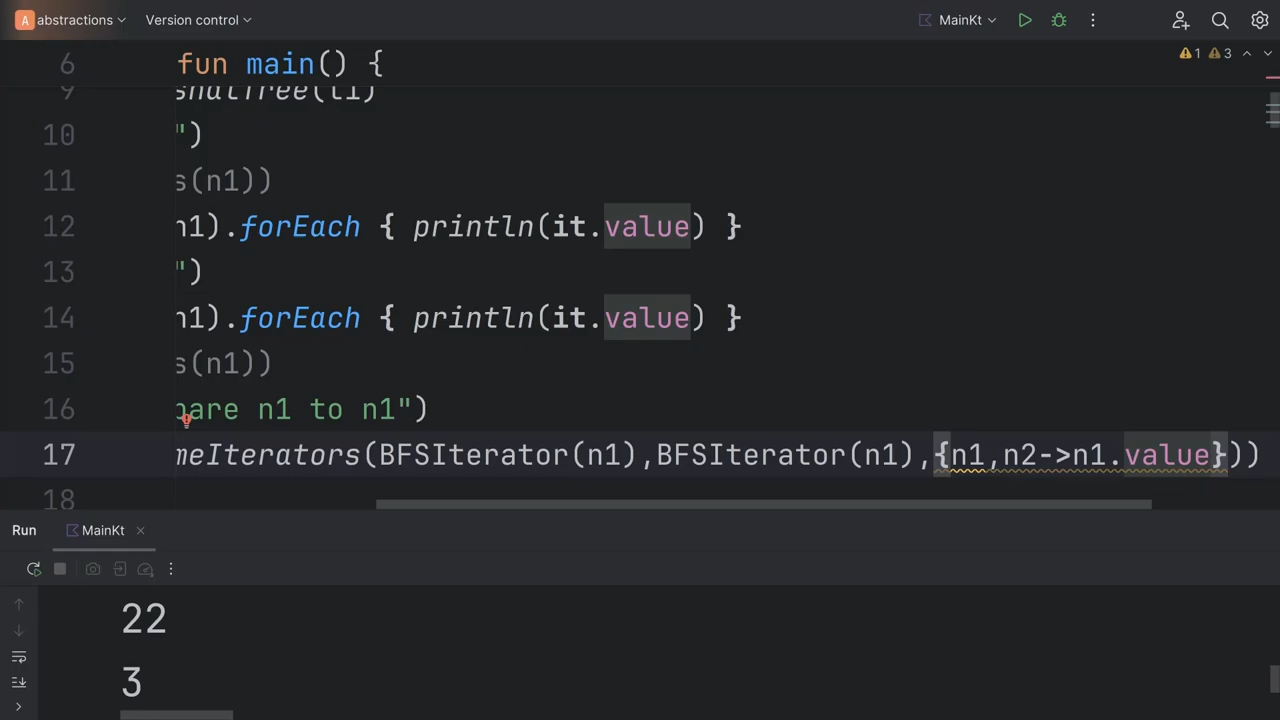 A abstractions Version control MainKt
6 fun main() {
1 3
9 shalTree(l1)
10 ")
11 s(n1))
12 n1).forEach { println(it.value) }
13 ")
14 n1).forEach { println(it.value) }
15 s(n1))
16 pare n1 to n1")
17 meIterators(BFSIterator(n1),BFSIterator(n1),{n1,n2->n1.value}))
18
Run MainKt
22
3